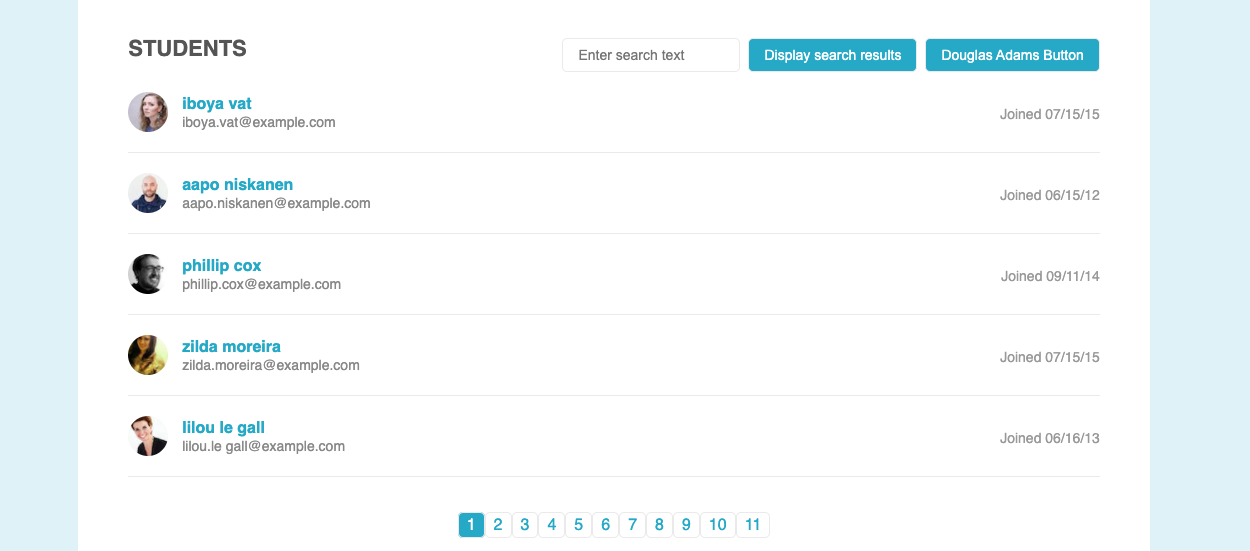 STUDENTS
Enter search text
Display search results
Douglas Adams Button
iboya vat
iboya.vat@example.com
Joined 07/15/15
aapo niskanen
aapo.niskanen@example.com
Joined 06/15/12
phillip cox
phillip.cox@example.com
Joined 09/11/14
zilda moreira
zilda.moreira@example.com
Joined 07/15/15
lilou le gall
lilou.le gall@example.com
Joined 06/16/13
1 2 3 4 5 6 7 8 9 10 11